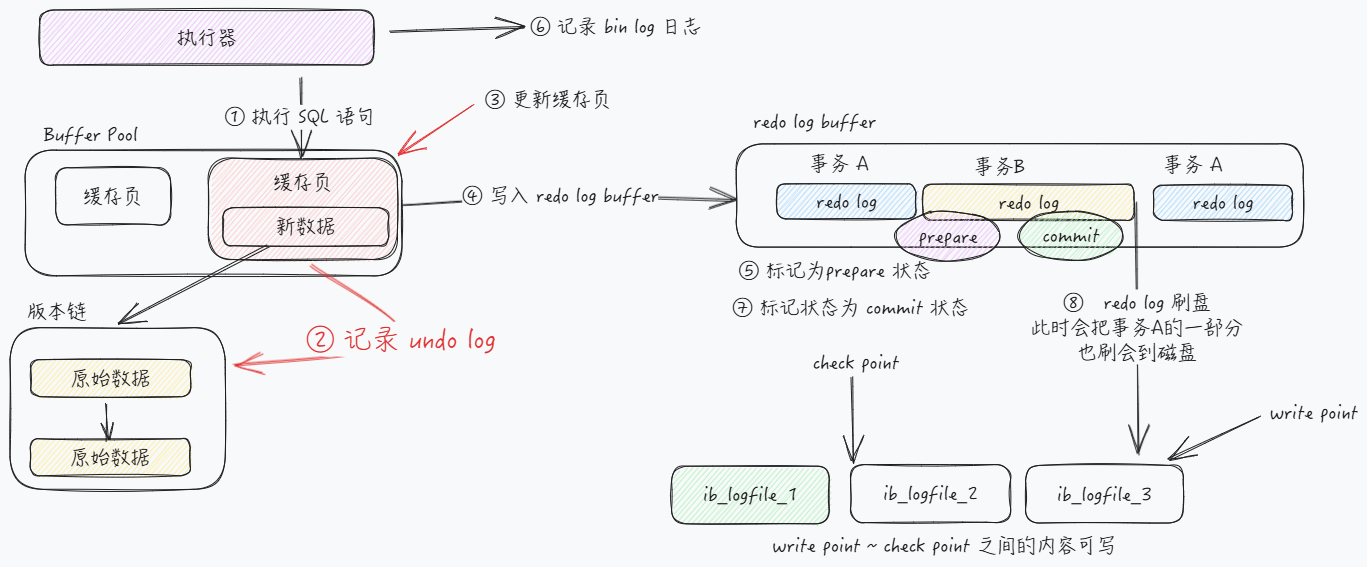 执行器
⑥ 记录 bin log 日志
① 执行 SQL 语句
③ 更新缓存页
Buffer Pool
缓存页
缓存页
新数据
④ 写入 redo log buffer
redo log buffer
事务 A
事务B
事务 A
redo log
redo log
redo log
prepare
commit
⑤ 标记为prepare 状态
⑦ 标记状态为 commit 状态
⑧ redo log 刷盘
此时会把事务A的一部分
也刷会到磁盘
版本链
② 记录 undo log
原始数据
原始数据
check point
write point
ib_logfile_1
ib_logfile_2
ib_logfile_3
write point ~ check point 之间的内容可写